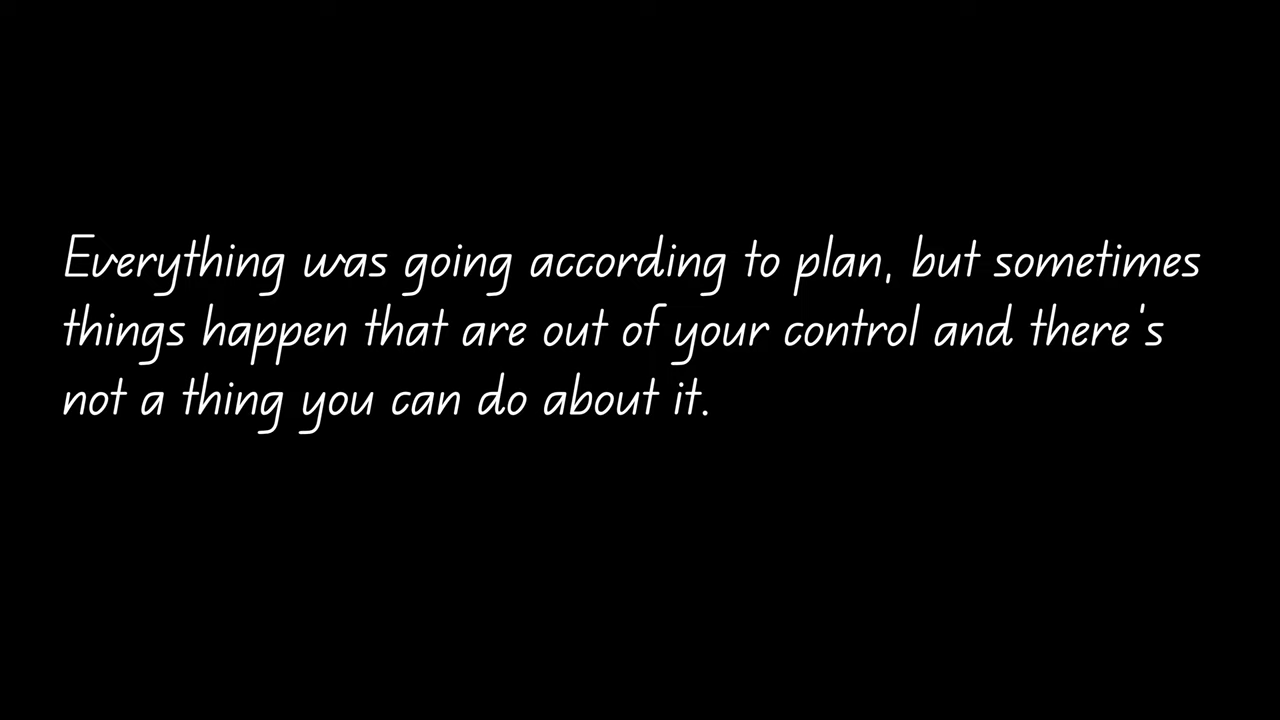 Everything was going according to plan, but sometimes
things happen that are out of your control and there's
not a thing you can do about it.